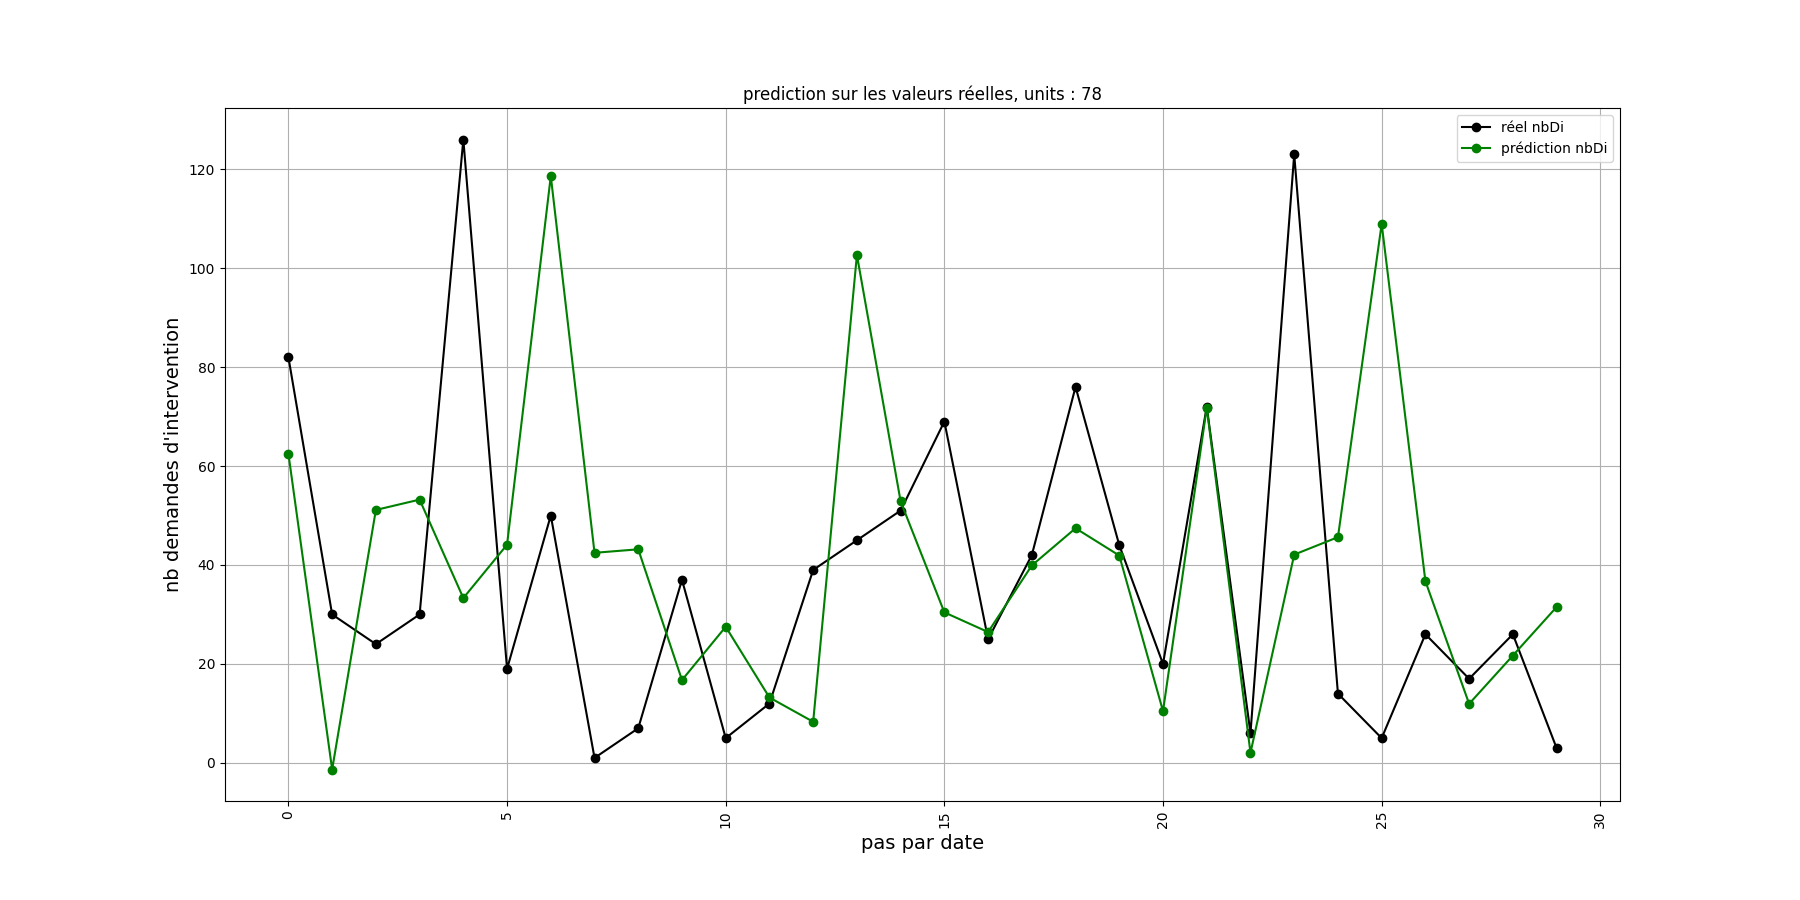 prediction sur les valeurs réelles, units : 78
réel nbDi
prédiction nbDi
nb demandes d'intervention
120
100
80
60
40
20
0
0
5
10
15
20
25
30
pas par date